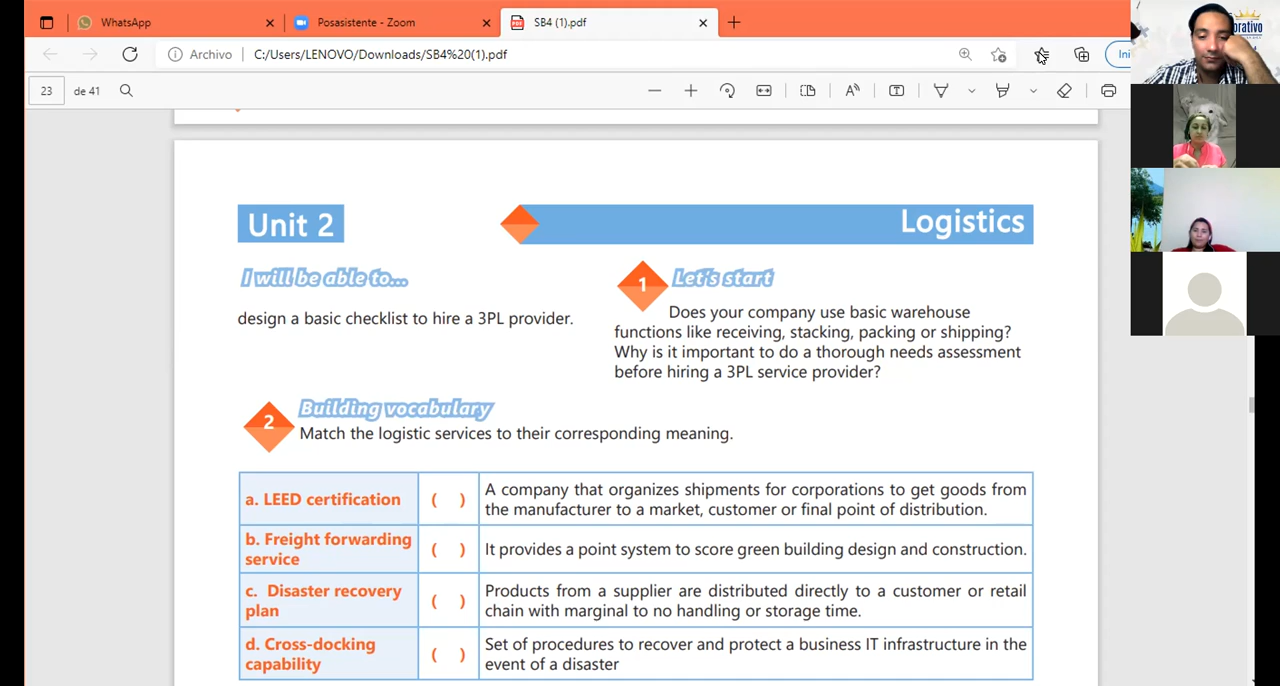 WhatsApp
Posasistente - Zoom
SB4 (1).pdf
Archivo
C:/Users/LENOVO/Downloads/SB4%20(1).pdf
Ini
orativo
23 de 41
Unit 2
Logistics
I will be able to...
design a basic checklist to hire a 3PL provider.
1 Let's start
Does your company use basic warehouse
functions like receiving, stacking, packing or shipping?
Why is it important to do a thorough needs assessment
before hiring a 3PL service provider?
2 Building vocabulary
Match the logistic services to their corresponding meaning.
a. LEED certification
( )
A company that organizes shipments for corporations to get goods from
the manufacturer to a market, customer or final point of distribution.
b. Freight forwarding
service
( )
It provides a point system to score green building design and construction.
c. Disaster recovery
plan
( )
Products from a supplier are distributed directly to a customer or retail
chain with marginal to no handling or storage time.
d. Cross-docking
capability
( )
Set of procedures to recover and protect a business IT infrastructure in the
event of a disaster